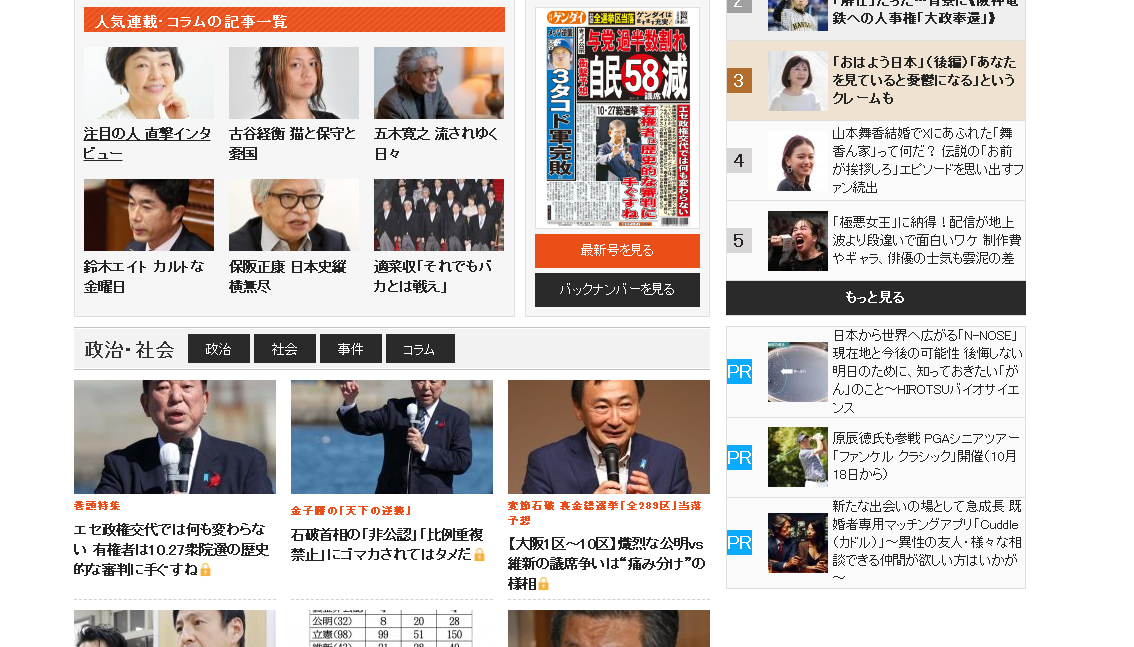 人気連載・コラムの記事一覧
注目の人 直撃インタ
ビュー
古谷経衡 猫と保守と
憂国
五木寛之 流されゆく
日々
鈴木エイト カルトな
金曜日
保阪正康 日本史縦
横無尽
適菜収「それでもバ
カとは戦え」
日刊ゲンダイ
全選挙区当落
与党過半数割れ
自民58減
議席
大谷
3タコ
ド軍完敗
10・27総選挙
エセ政権交代では何も変わらない
有権者は歴史的な審判に
手ぐすね
最新号を見る
バックナンバーを見る
2
「解任」だった…背景に《阪神電
鉄への人事権「大政奉還」》
3
「おはよう日本」（後編）「あなた
を見ていると憂鬱になる」という
クレームも
4
山本舞香結婚でXにあふれた「舞
香ん家」って何だ？ 伝説の「お前
が挨拶しろ」エピソードを思い出すフ
ァン続出
5
「極悪女王」に納得！配信が地上
波より段違いで面白いワケ 制作費
やギャラ、俳優の士気も雲泥の差
もっと見る
PR
日本から世界へ広がる「N-NOSE」
現在地と今後の可能性 後悔しない
明日のために、知っておきたい「が
ん」のこと～HIROTSUバイオサイエ
ンス
PR
原辰徳氏も参戦 PGAシニアツアー
「ファンケル クラシック」開催（10月
18日から）
PR
新たな出会いの場として急成長 既
婚者専用マッチングアプリ「Cuddle
（カドル）」～異性の友人・様々な相
談できる仲間が欲しい方はいかが
～
政治・社会
政治
社会
事件
コラム
巻頭特集
エセ政権交代では何も変わらな
い 有権者は10.27衆院選の歴史
的な審判に手ぐすね
金子勝の「天下の逆襲」
石破首相の「非公認」「比例重複
禁止」にゴマカされてはダメだ
変節石破 裏金総選挙「全289区」当落
予想
【大阪1区～10区】熾烈な公明vs
維新の議席争いは“痛み分け”の
様相
公明(32) 8 20 28
立憲(98) 99 51 150